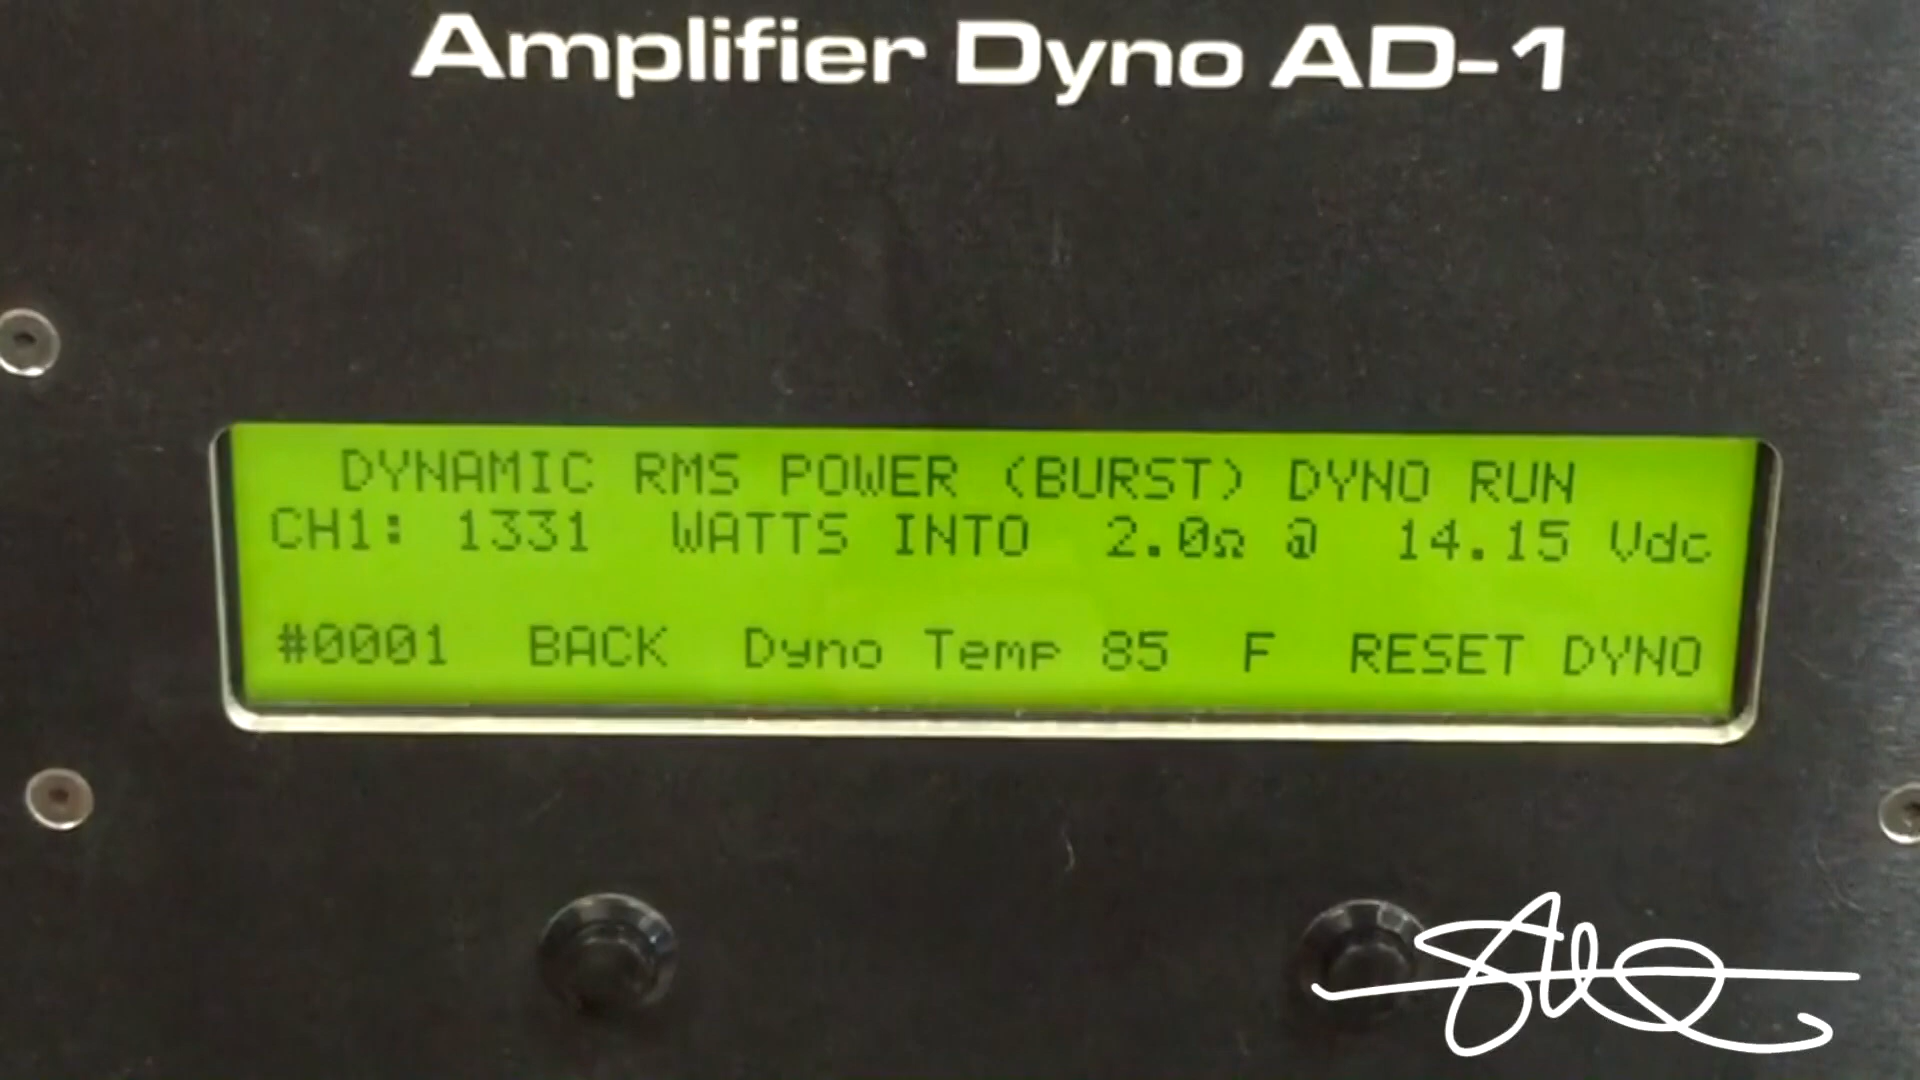 Amplifier Dyno AD-1
DYNAMIC RMS POWER (BURST) DYNO RUN
CH1: 1331 WATTS INTO 2.0Ω @ 14.15 Vdc
#0001 BACK Dyno Temp 85 F RESET DYNO